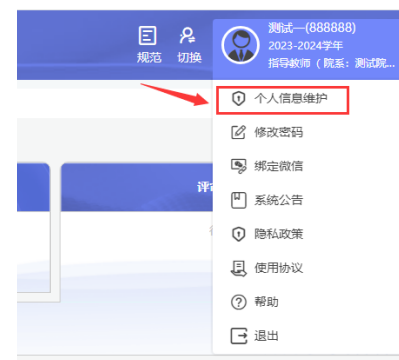 规范 切换
测试一(888888)
2023-2024学年
指导教师（院系：测试院...
个人信息维护
修改密码
绑定微信
系统公告
隐私政策
使用协议
帮助
退出